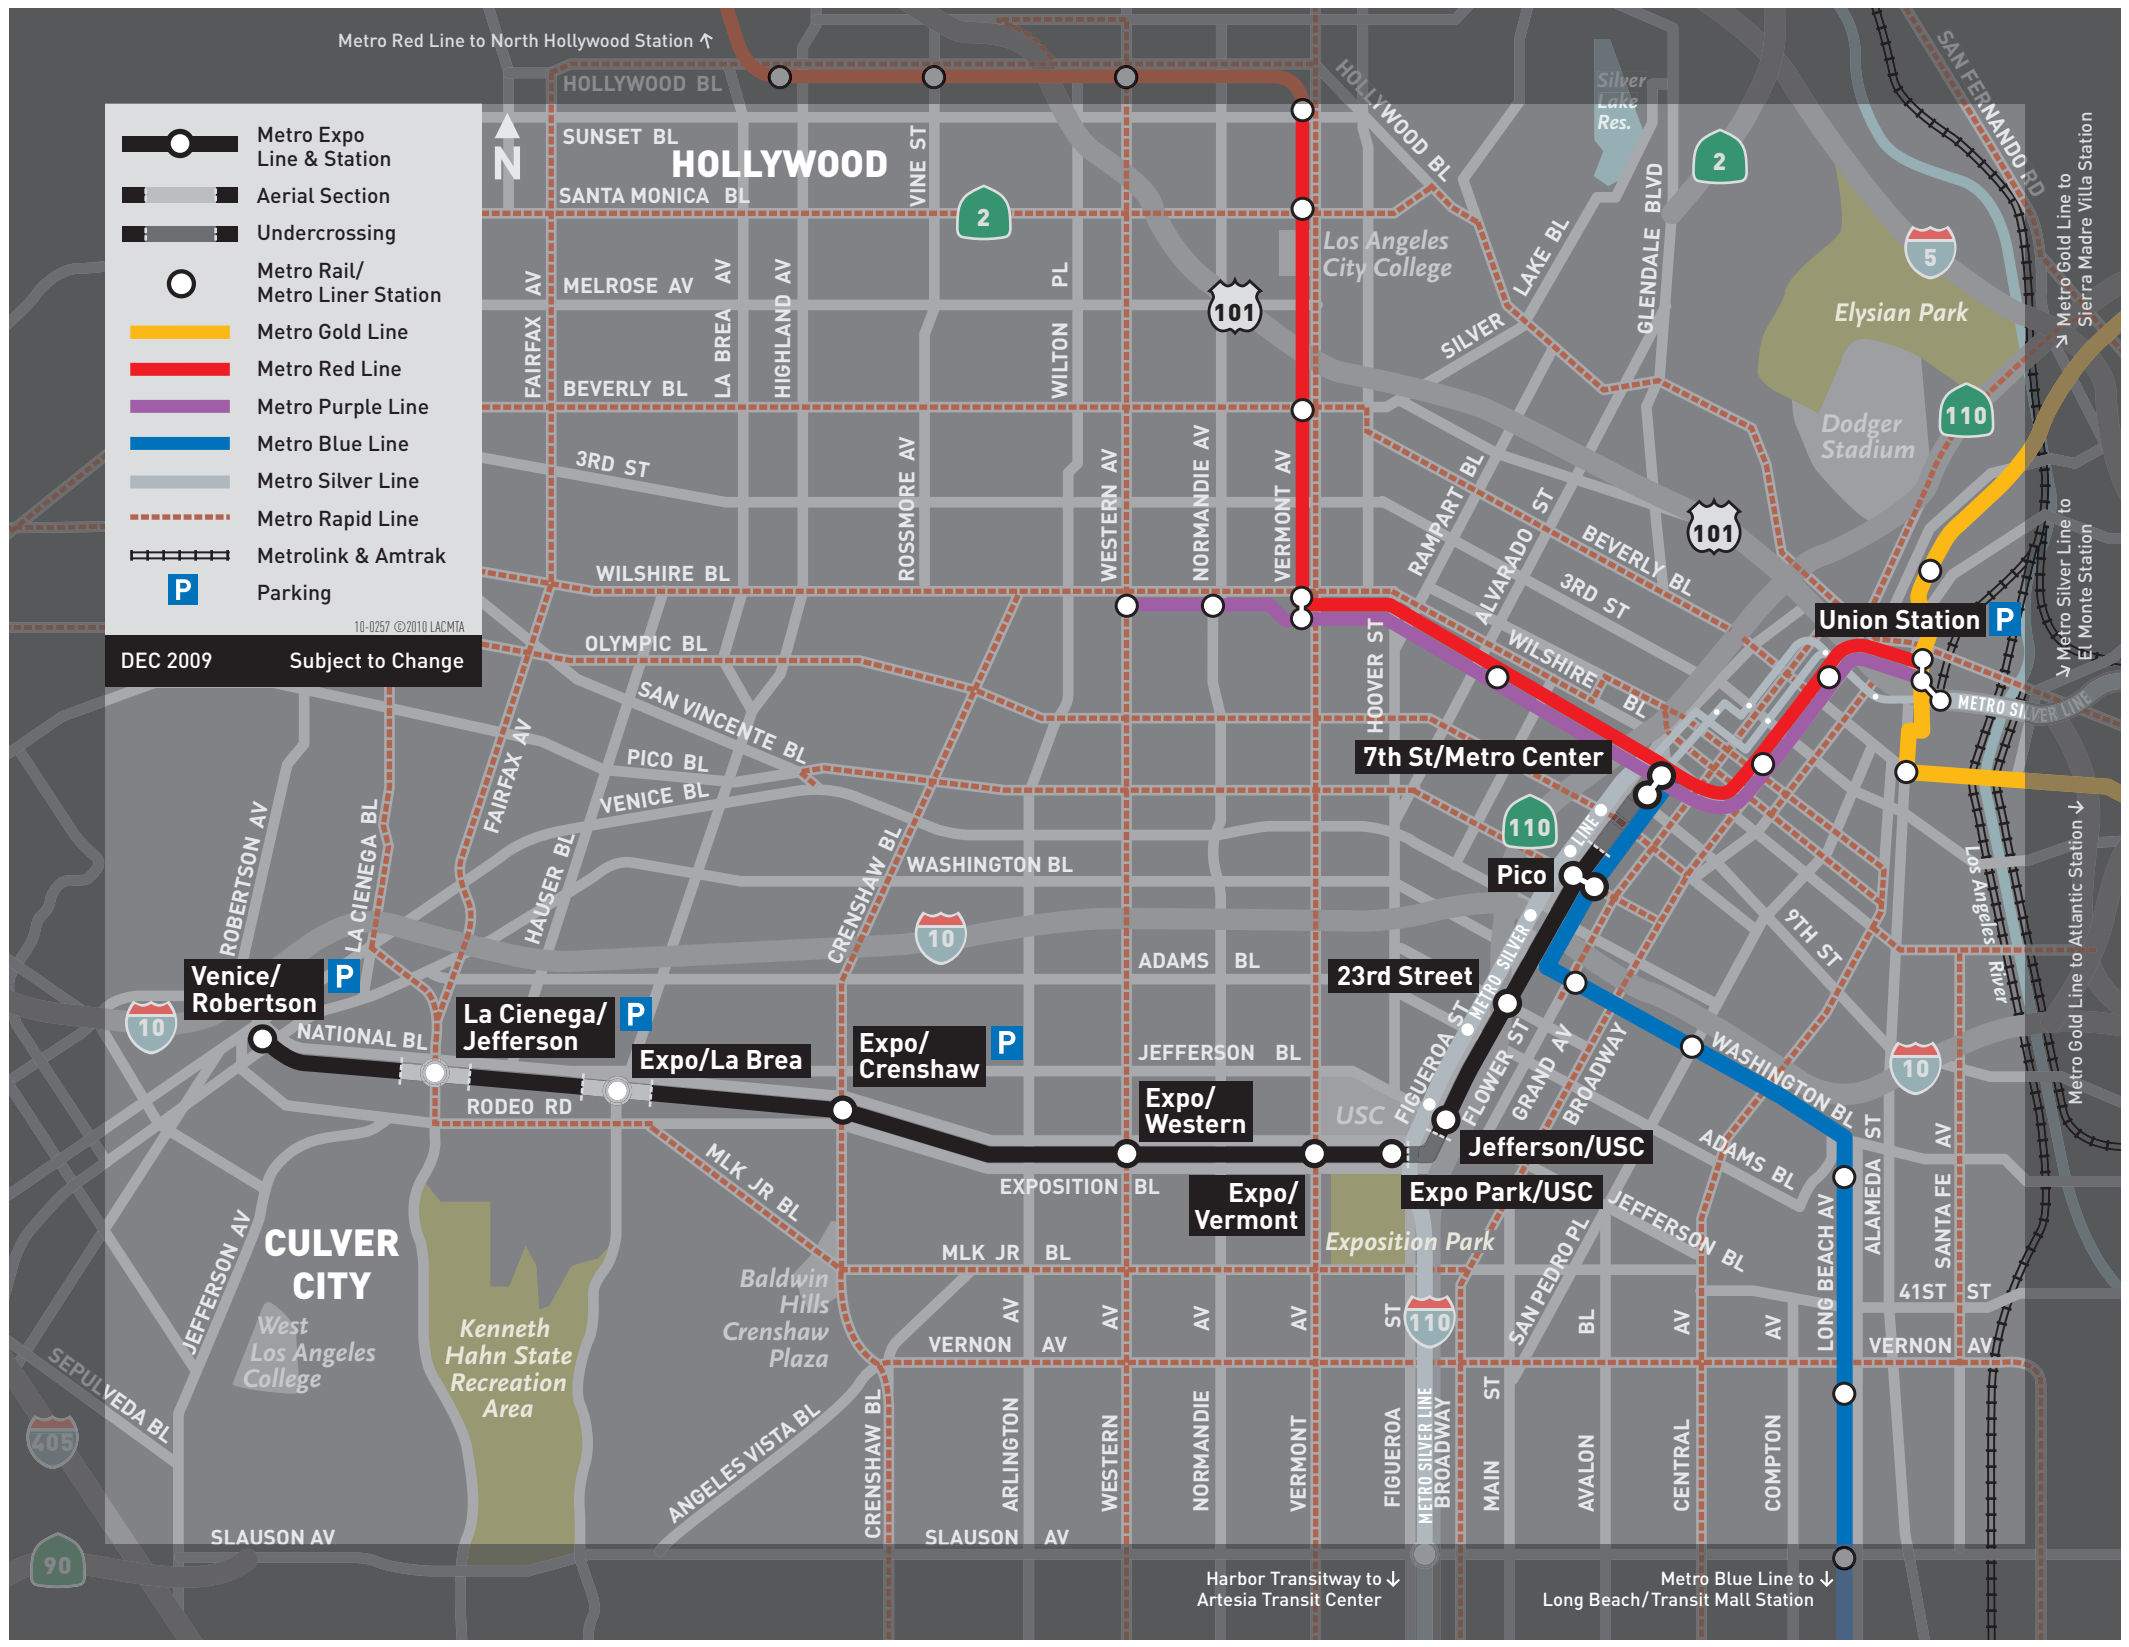 Metro Red Line to North Hollywood Station ↑
HOLLYWOOD BL
HOLLYWOOD BL
SAN FERNANDO RD
Silver
Lake
Res.
Metro Expo
Line & Station
Aerial Section
Undercrossing
Metro Rail/
Metro Liner Station
Metro Gold Line
Metro Red Line
Metro Purple Line
Metro Blue Line
Metro Silver Line
Metro Rapid Line
Metrolink & Amtrak
P
Parking
10-0257 ©2010 LACMTA
DEC 2009
Subject to Change
N
SUNSET BL
HOLLYWOOD
VINE ST
SANTA MONICA BL
2
2
Los Angeles
City College
LAKE BL
GLENDALE BLVD
5
Elysian Park
← Metro Gold Line to
Sierra Madre Villa Station
FAIRFAX AV
MELROSE AV
LA BREA AV
HIGHLAND AV
WILTON PL
101
SILVER
BEVERLY BL
110
Dodger
Stadium
3RD ST
ROSSMORE AV
WESTERN AV
NORMANDIE AV
VERMONT AV
RAMPART BL
ALVARADO ST
101
BEVERLY BL
3RD ST
WILSHIRE BL
WILSHIRE BL
Union Station
P
← Metro Silver Line to
El Monte Station
OLYMPIC BL
HOOVER ST
SAN VINCENTE BL
METRO SILVER LINE
FAIRFAX AV
PICO BL
VENICE BL
7th St/Metro Center
110
LINE
ROBERTSON AV
LA CIENEGA BL
HAUSER BL
CRENSHAW BL
WASHINGTON BL
Pico
Los Angeles River
Metro Gold Line to Atlantic Station →
10
ADAMS BL
9TH ST
Venice/
Robertson
P
23rd Street
METRO SILVER
10
NATIONAL BL
La Cienega/
Jefferson
P
Expo/La Brea
Expo/
Crenshaw
P
JEFFERSON BL
FIGUEROA ST
FLOWER ST
GRAND AV
BROADWAY
WASHINGTON BL
10
RODEO RD
Expo/
Western
USC
Jefferson/USC
ADAMS BL
ALEMEDA ST
SANTA FE AV
MLK JR BL
EXPOSITION BL
Expo/
Vermont
Expo Park/USC
JEFFERSON BL
LONG BEACH AV
JEFFERSON AV
CULVER
CITY
MLK JR BL
Exposition Park
SAN PEDRO PL
41ST ST
Baldwin
Hills
Crenshaw
Plaza
West
Los Angeles
College
Kenneth
Hahn State
Recreation
Area
VERNON AV
110
VERNON AV
SEPULVEDA BL
405
ANGELES VISTA BL
CRENSHAW BL
ARLINGTON AV
WESTERN AV
NORMANDIE AV
VERMONT AV
FIGUEROA ST
METRO SILVER LINE
BROADWAY
MAIN ST
AVALON BL
CENTRAL AV
COMPTON AV
SLAUSON AV
SLAUSON AV
90
Harbor Transitway to ↓
Artesia Transit Center
Metro Blue Line to ↓
Long Beach/Transit Mall Station